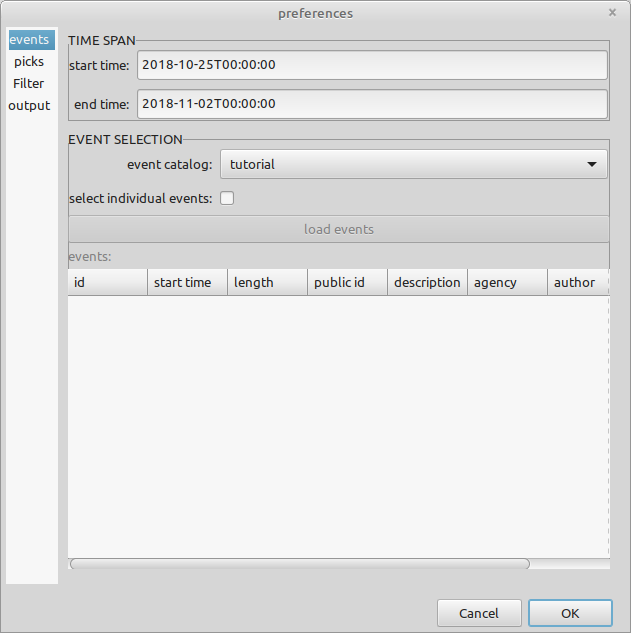 preferences ×
events
picks
Filter
output
TIME SPAN
start time: 2018-10-25T00:00:00
end time: 2018-11-02T00:00:00
EVENT SELECTION
event catalog: tutorial
select individual events:
load events
events:
id start time length public id description agency author
Cancel OK